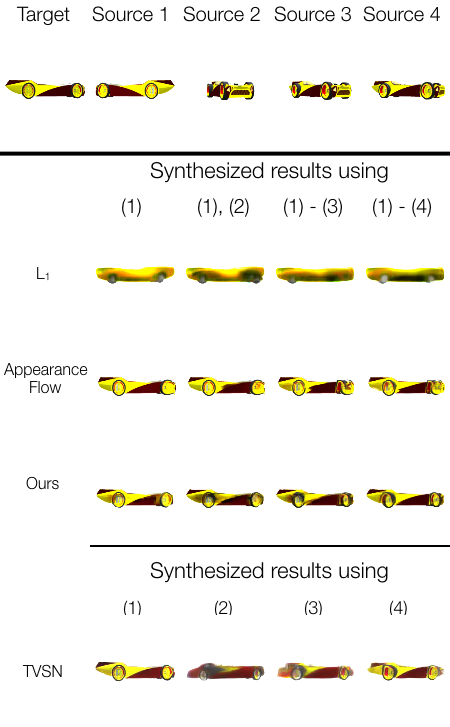 Target Source 1 Source 2 Source 3 Source 4
Synthesized results using
(1) (1), (2) (1) - (3) (1) - (4)
L₁
Appearance
Flow
Ours
Synthesized results using
(1) (2) (3) (4)
TVSN